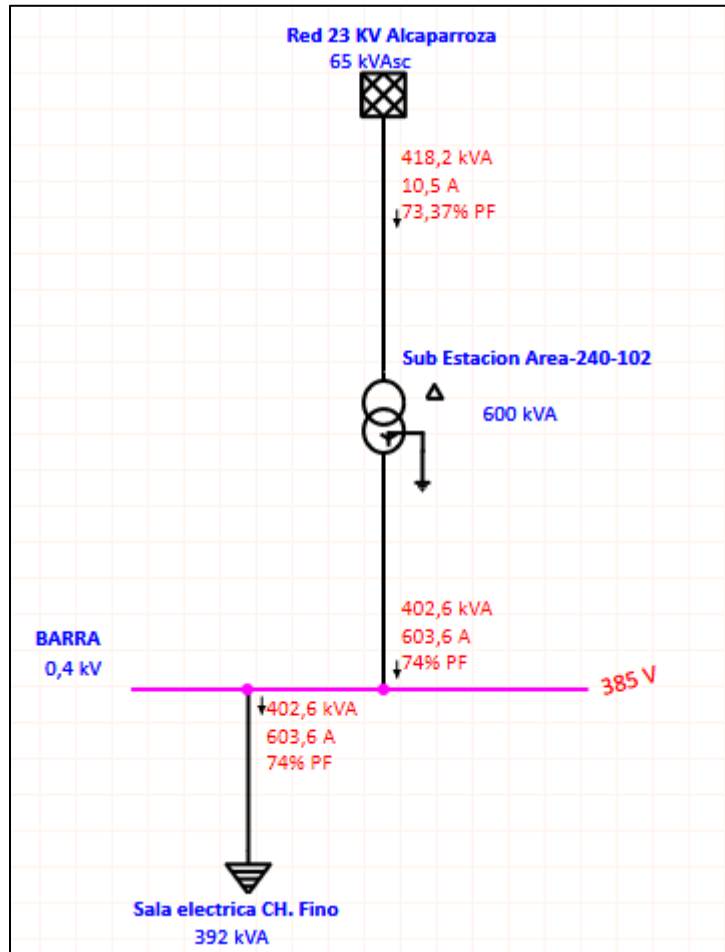 Red 23 KV Alcaparroza
65 kVAsc
418,2 kVA
10,5 A
73,37% PF
Sub Estacion Area-240-102
600 kVA
402,6 kVA
603,6 A
74% PF
BARRA
0,4 kV
385 V
402,6 kVA
603,6 A
74% PF
Sala electrica CH. Fino
392 kVA